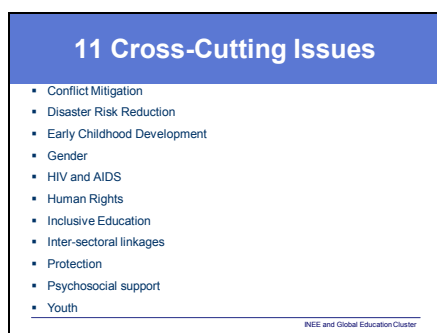 11 Cross-Cutting Issues
▪ Conflict Mitigation
▪ Disaster Risk Reduction
▪ Early Childhood Development
▪ Gender
▪ HIV and AIDS
▪ Human Rights
▪ Inclusive Education
▪ Inter-sectoral linkages
▪ Protection
▪ Psychosocial support
▪ Youth
INEE and Global Education Cluster